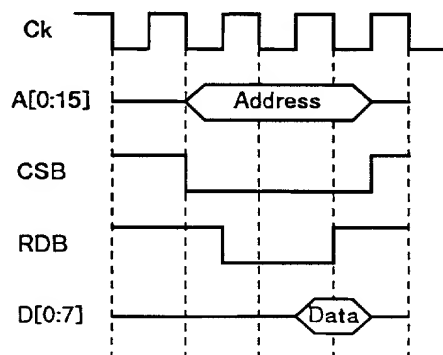 Ck
A[0:15]
Address
CSB
RDB
D[0:7]
Data